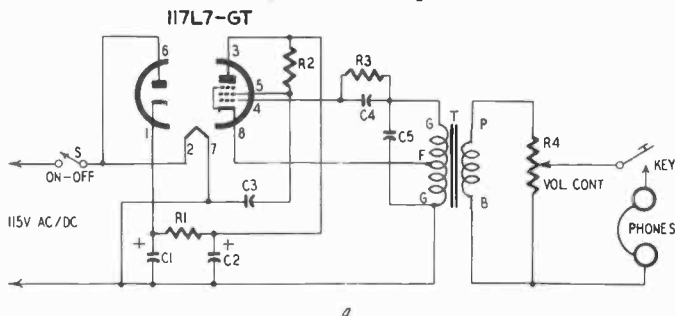 117L7-GT
6
3
R2
5
4
R3
C4
C5
G
T
P
F
G
B
R4
VOL CONT
KEY
PHONES
1
2
7
8
S
ON-OFF
C3
115V AC/DC
R1
+
+
C1
C2
a